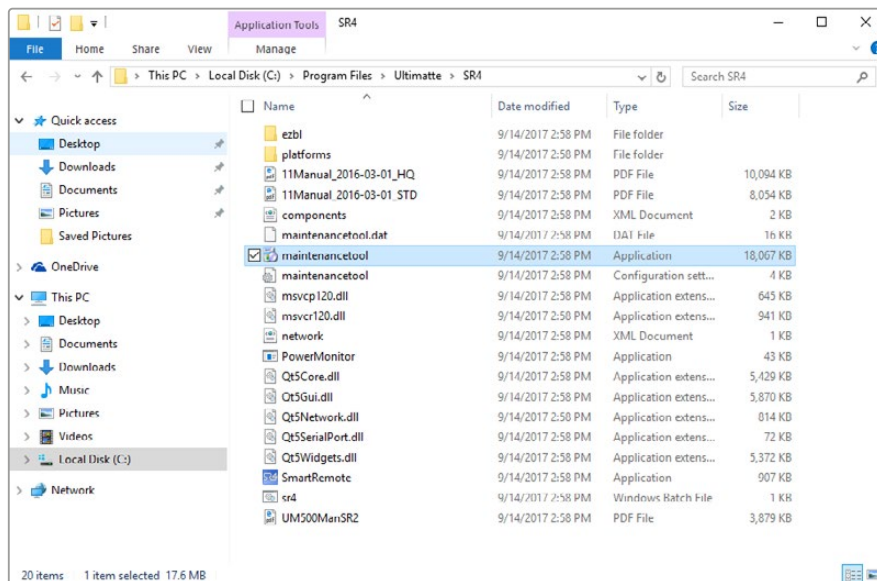 Application Tools SR4
File Home Share View Manage
This PC > Local Disk (C:) > Program Files > Ultimatte > SR4 Search SR4
Name Date modified Type Size
Quick access
Desktop
Downloads
Documents
Pictures
Saved Pictures
OneDrive
This PC
Desktop
Documents
Downloads
Music
Pictures
Videos
Local Disk (C:)
Network
ezbl 9/14/2017 2:58 PM File folder
platforms 9/14/2017 2:58 PM File folder
11Manual_2016-03-01_HQ 9/14/2017 2:58 PM PDF File 10,094 KB
11Manual_2016-03-01_STD 9/14/2017 2:58 PM PDF File 8,054 KB
components 9/14/2017 2:58 PM XML Document 2 KB
maintenancetool.dat 9/14/2017 2:58 PM DAT File 16 KB
maintenancetool 9/14/2017 2:58 PM Application 18,067 KB
maintenancetool 9/14/2017 2:58 PM Configuration sett... 4 KB
msvcp120.dll 9/14/2017 2:58 PM Application extens... 645 KB
msvcr120.dll 9/14/2017 2:58 PM Application extens... 941 KB
network 9/14/2017 2:58 PM XML Document 1 KB
PowerMonitor 9/14/2017 2:58 PM Application 43 KB
Qt5Core.dll 9/14/2017 2:58 PM Application extens... 5,429 KB
Qt5Gui.dll 9/14/2017 2:58 PM Application extens... 5,870 KB
Qt5Network.dll 9/14/2017 2:58 PM Application extens... 814 KB
Qt5SerialPort.dll 9/14/2017 2:58 PM Application extens... 72 KB
Qt5Widgets.dll 9/14/2017 2:58 PM Application extens... 5,372 KB
SmartRemote 9/14/2017 2:58 PM Application 907 KB
sr4 9/14/2017 2:58 PM Windows Batch File 1 KB
UM500ManSR2 9/14/2017 2:58 PM PDF File 3,879 KB
20 items 1 item selected 17.6 MB